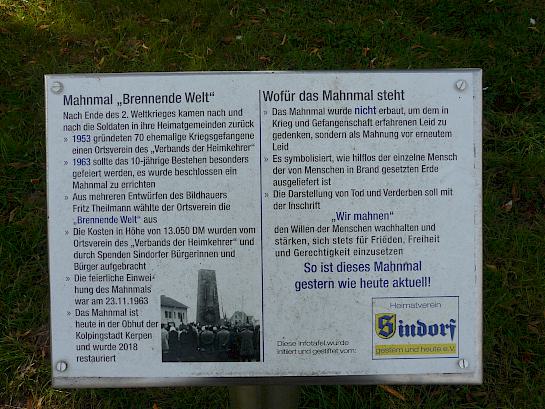 Mahnmal „Brennende Welt“
Nach Ende des 2. Weltkrieges kamen nach und
nach die Soldaten in ihre Heimatgemeinden zurück
» 1953 gründeten 70 ehemalige Kriegsgefangene
einen Ortsverein des „Verbands der Heimkehrer“
» 1963 sollte das 10-jährige Bestehen besonders
gefeiert werden, es wurde beschlossen ein
Mahnmal zu errichten
» Aus mehreren Entwürfen des Bildhauers
Fritz Theilmann wählte der Ortsverein die
„Brennende Welt“ aus
» Die Kosten in Höhe von 13.050 DM wurden vom
Ortsverein des „Verbands der Heimkehrer“ und
durch Spenden Sindorfer Bürgerinnen und
Bürger aufgebracht
» Die feierliche Einwei-
hung des Mahnmals
war am 23.11.1963
» Das Mahnmal ist
heute in der Obhut der
Kolpingstadt Kerpen
und wurde 2018
restauriert
Wofür das Mahnmal steht
» Das Mahnmal wurde nicht erbaut, um dem in
Krieg und Gefangenschaft erfahrenen Leid zu
gedenken, sondern als Mahnung vor erneutem
Leid
» Es symbolisiert, wie hilflos der einzelne Mensch
der von Menschen in Brand gesetzten Erde
ausgeliefert ist
» Die Darstellung von Tod und Verderben soll mit
der Inschrift
„Wir mahnen“
den Willen der Menschen wachhalten und
stärken, sich stets für Frieden, Freiheit
und Gerechtigkeit einzusetzen
So ist dieses Mahnmal
gestern wie heute aktuell!
Diese Infotafel wurde
initiiert und gestiftet vom:
Heimatverein
Sindorf
gestern und heute e.V.